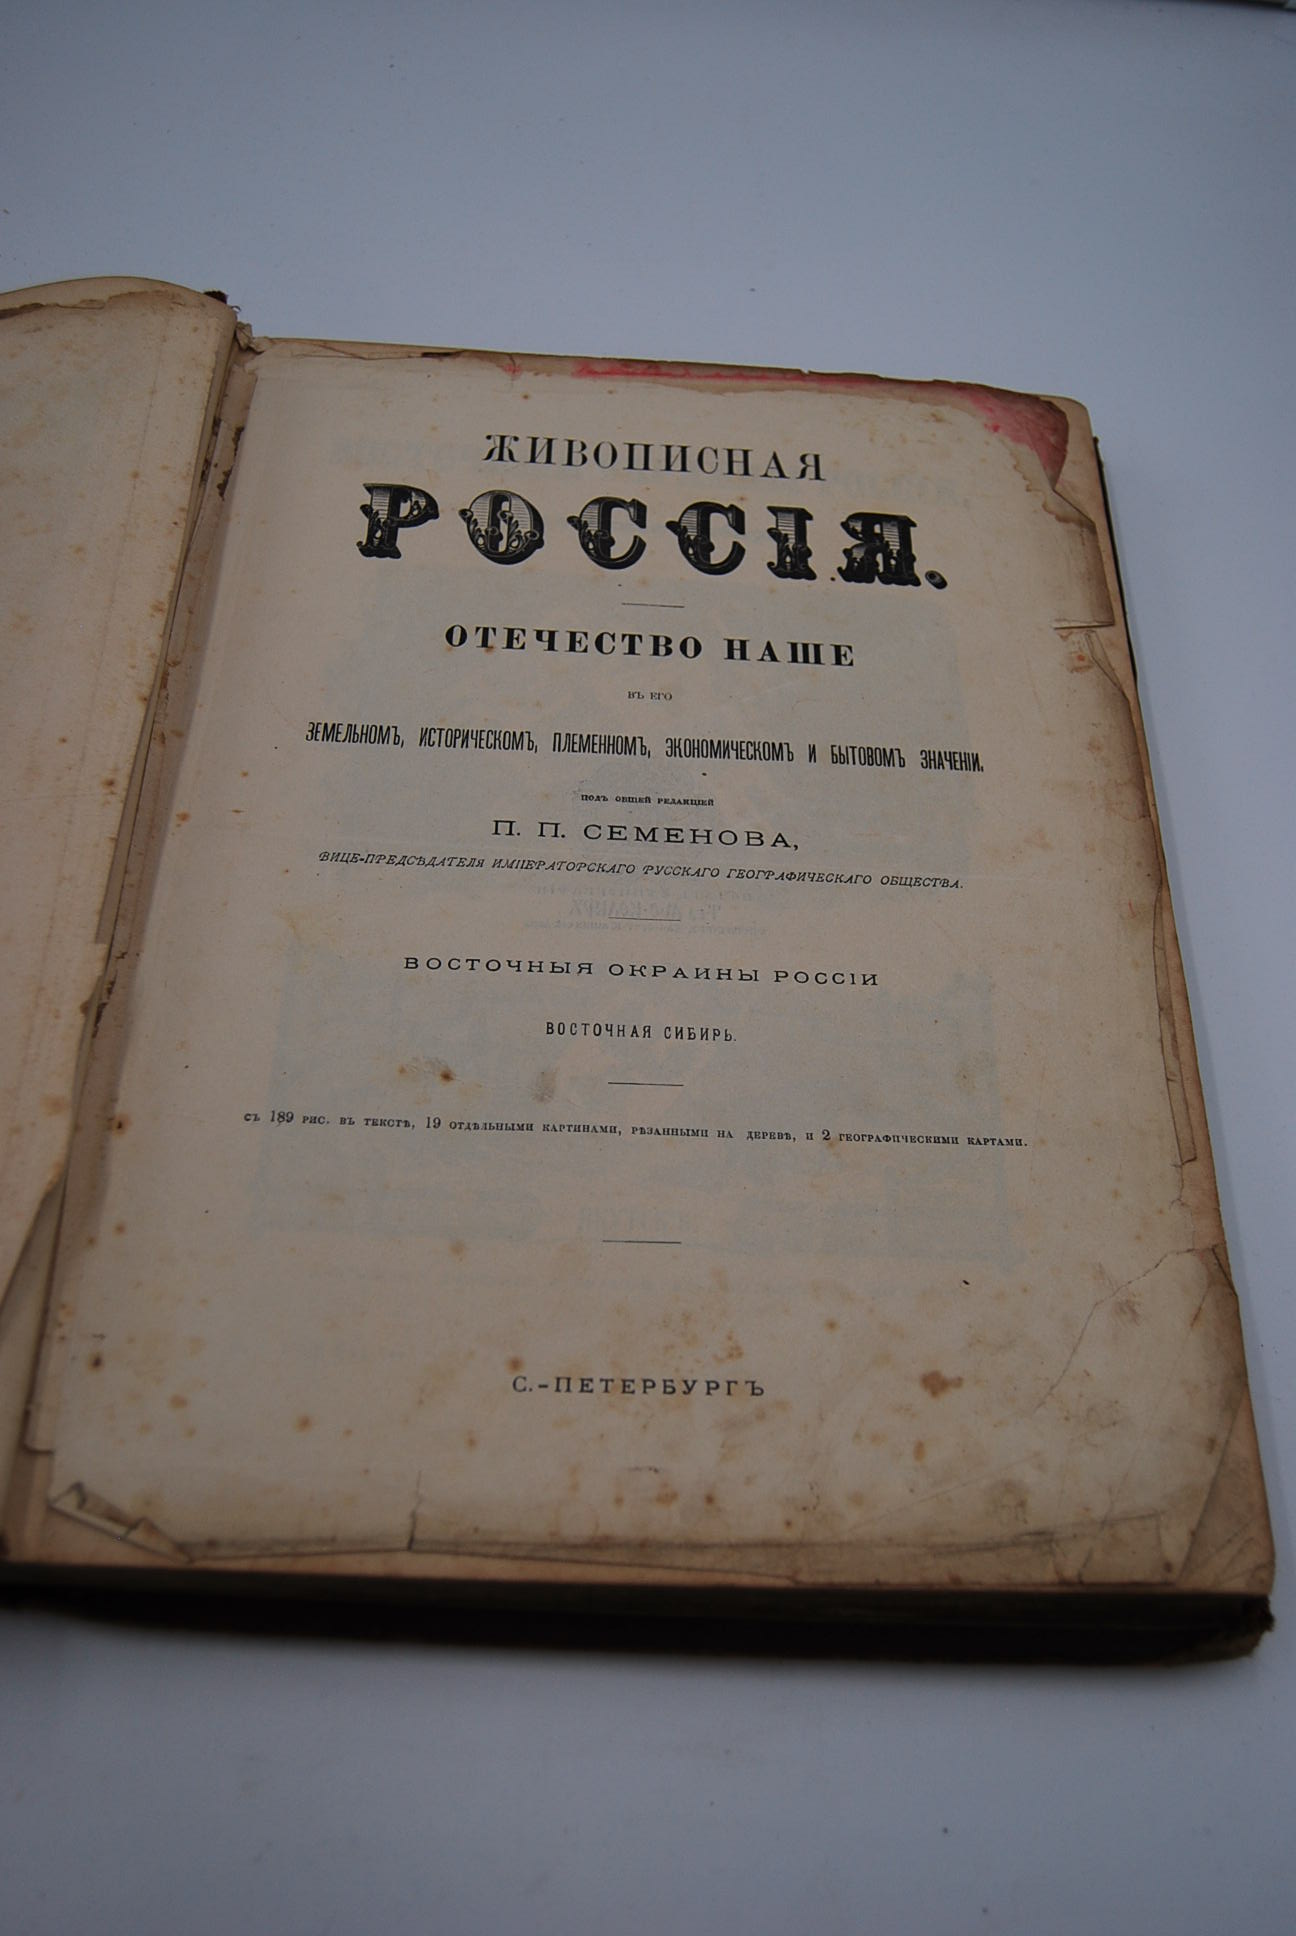 ЖИВОПИСНАЯ
РОССІЯ.
ОТЕЧЕСТВО НАШЕ
ВЪ ЕГО
ЗЕМЕЛЬНОМЪ, ИСТОРИЧЕСКОМЪ, ПЛЕМЕННОМЪ, ЭКОНОМИЧЕСКОМЪ И БЫТОВОМЪ ЗНАЧЕНІИ.
ПОДЪ ОБЩЕЙ РЕДАКЦІЕЙ
П. П. СЕМЕНОВА,
ВИЦЕ-ПРЕДСѢДАТЕЛЯ ИМПЕРАТОРСКАГО РУССКАГО ГЕОГРАФИЧЕСКАГО ОБЩЕСТВА.
ВОСТОЧНЫЯ ОКРАИНЫ РОССІИ
ВОСТОЧНАЯ СИБИРЬ.
СЪ 189 РИС. ВЪ ТЕКСТѢ, 19 ОТДѢЛЬНЫМИ КАРТИНАМИ, РѢЗАННЫМИ НА ДЕРЕВѢ, И 2 ГЕОГРАФИЧЕСКИМИ КАРТАМИ.
С.-ПЕТЕРБУРГЪ